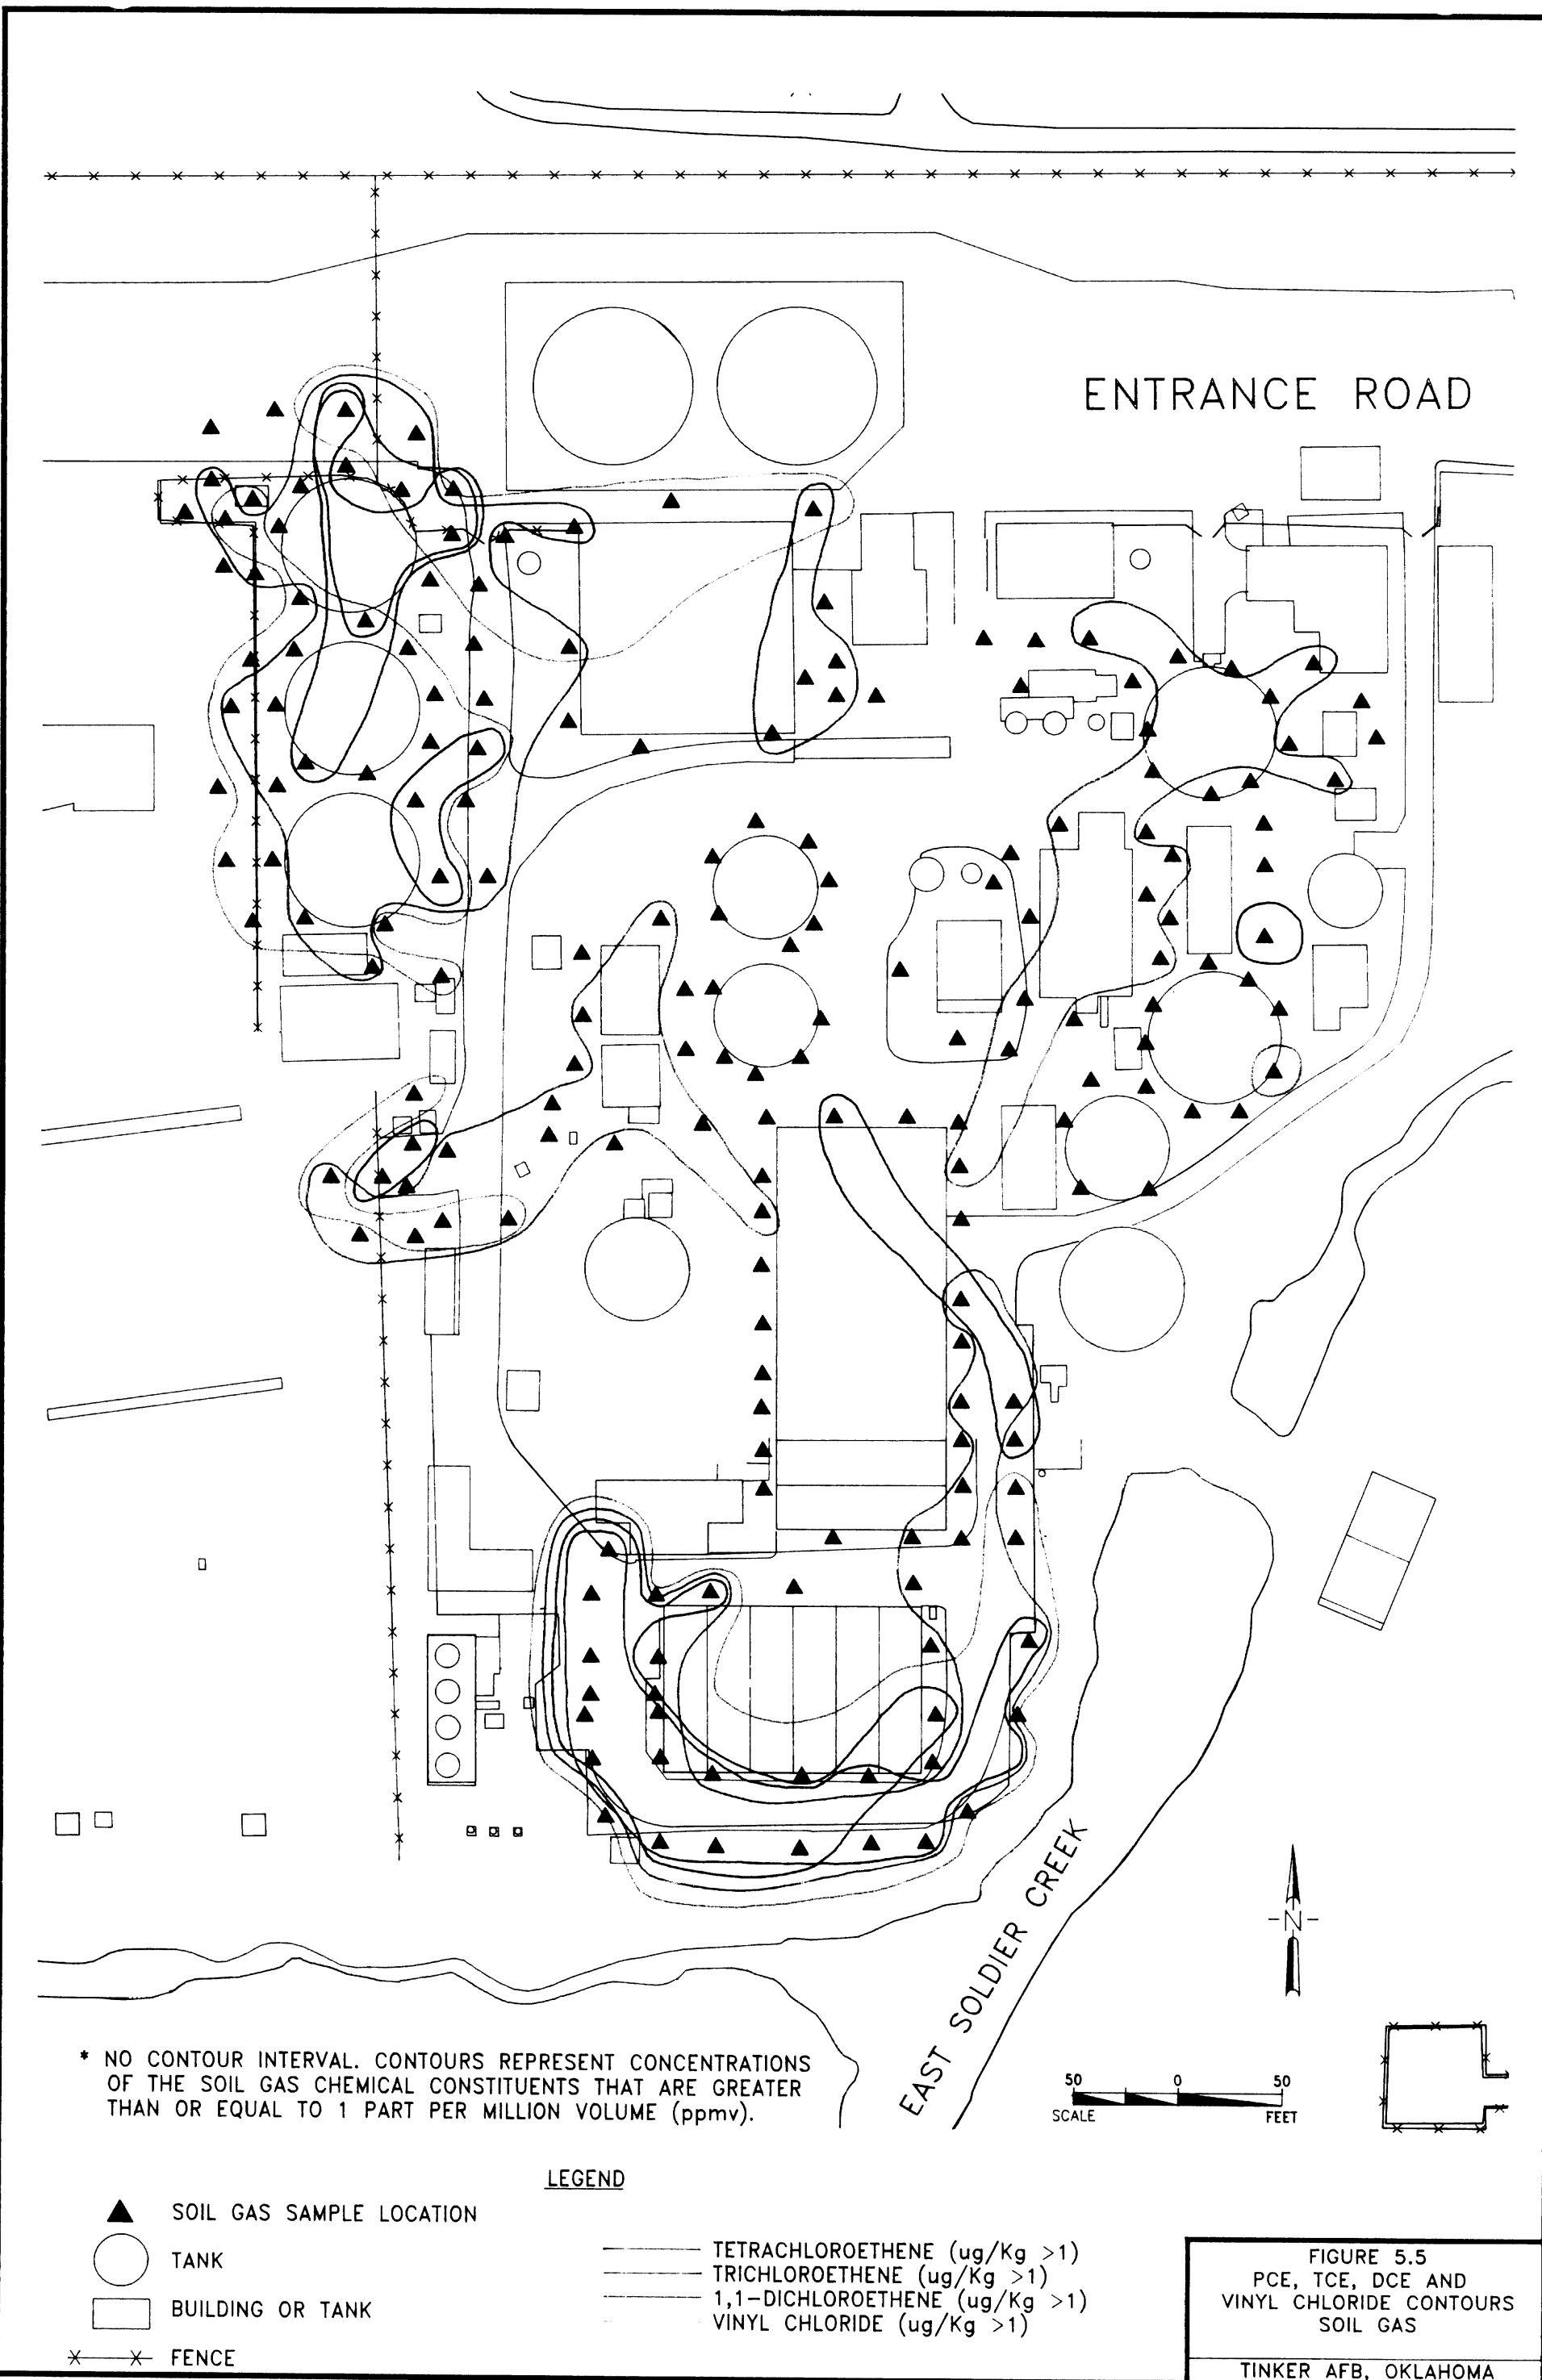 ENTRANCE ROAD
EAST SOLDIER CREEK
-N-
* NO CONTOUR INTERVAL. CONTOURS REPRESENT CONCENTRATIONS
OF THE SOIL GAS CHEMICAL CONSTITUENTS THAT ARE GREATER
THAN OR EQUAL TO 1 PART PER MILLION VOLUME (ppmv).
50 0 50
SCALE FEET
LEGEND
SOIL GAS SAMPLE LOCATION
TANK
BUILDING OR TANK
FENCE
TETRACHLOROETHENE (ug/Kg >1)
TRICHLOROETHENE (ug/Kg >1)
1,1-DICHLOROETHENE (ug/Kg >1)
VINYL CHLORIDE (ug/Kg >1)
FIGURE 5.5
PCE, TCE, DCE AND
VINYL CHLORIDE CONTOURS
SOIL GAS
TINKER AFB, OKLAHOMA